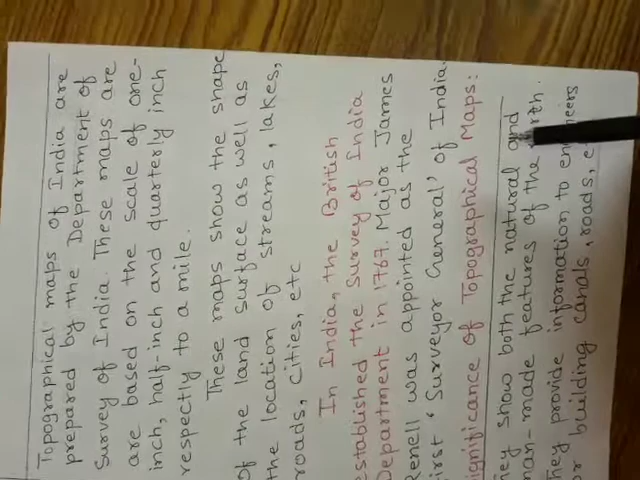 Topographical maps of India are
prepared by the Department of
Survey of India. These maps are
are based on the scale of one-
inch, half-inch and quarterly inch
respectly to a mile.
These maps show the shape
of the land surface as well as
the location of streams, lakes,
roads, cities, etc
In India, the British
established the Survey of India
Department in 1767. Major James
Renell was appointed as the
first 'Surveyor General' of India.
Significance of Topographical Maps:
They show both the natural and
man-made features of the
They provide information to
for building canals, roads,